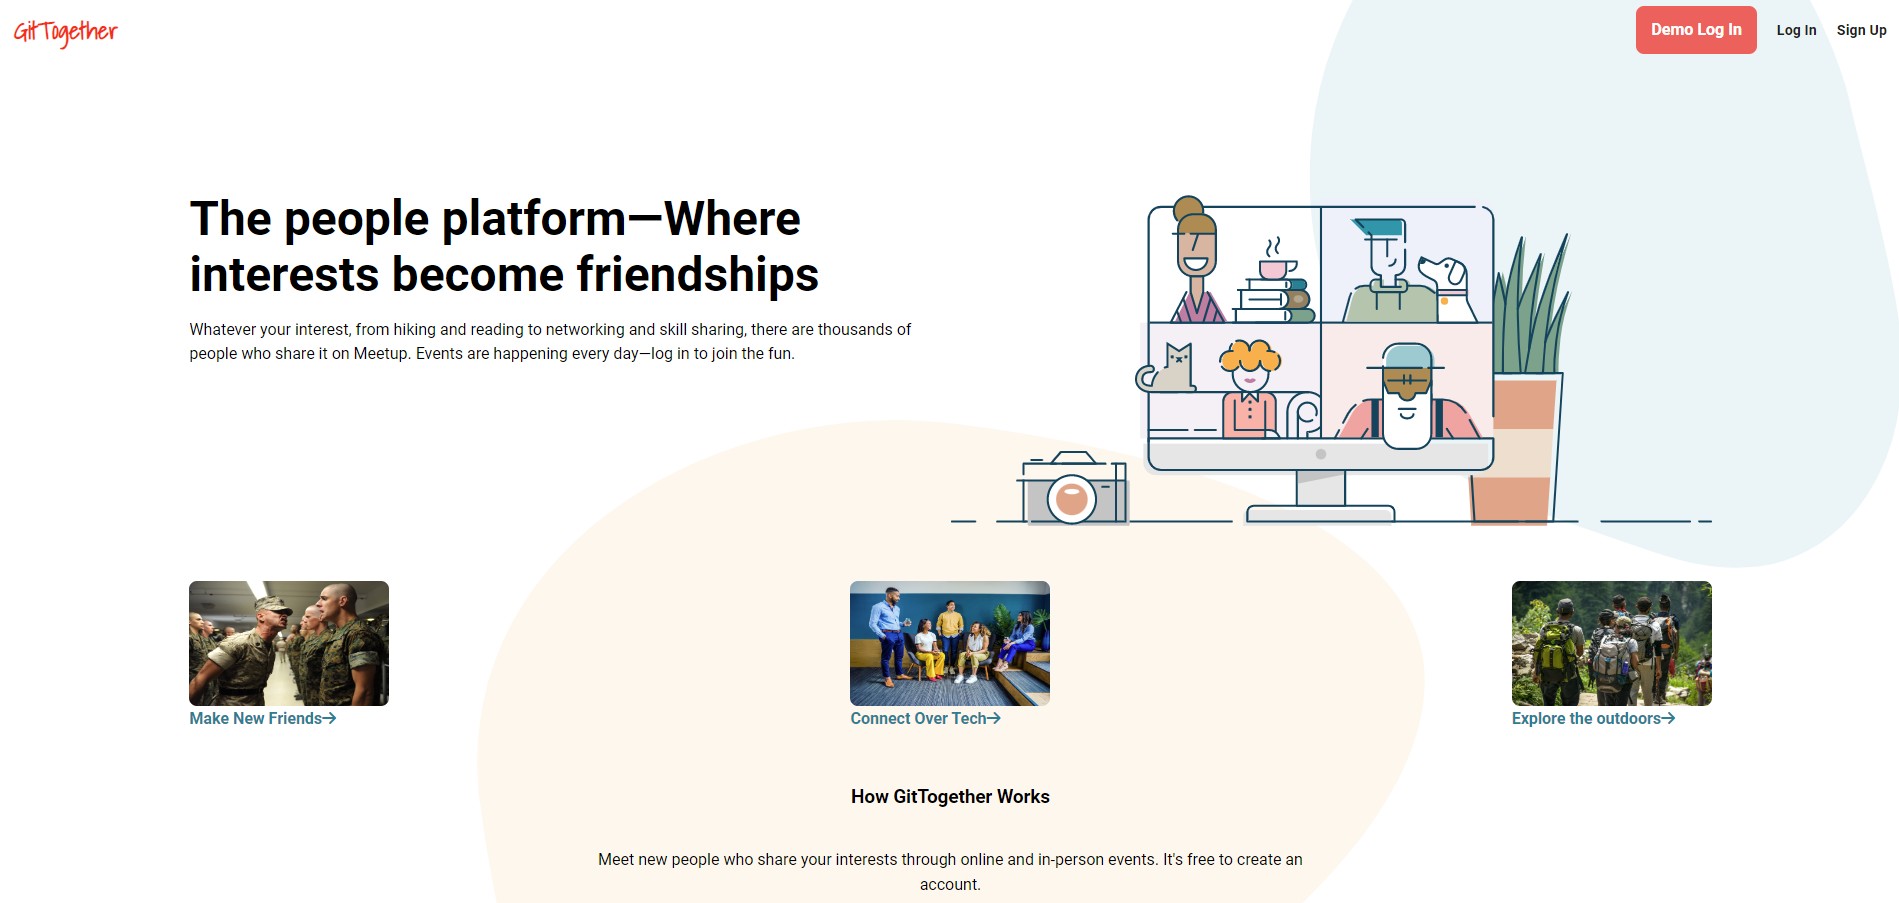 GitTogether
Demo Log In
Log In
Sign Up
The people platform—Where
interests become friendships
Whatever your interest, from hiking and reading to networking and skill sharing, there are thousands of
people who share it on Meetup. Events are happening every day—log in to join the fun.
Make New Friends→
Connect Over Tech→
Explore the outdoors→
How GitTogether Works
Meet new people who share your interests through online and in-person events. It's free to create an
account.